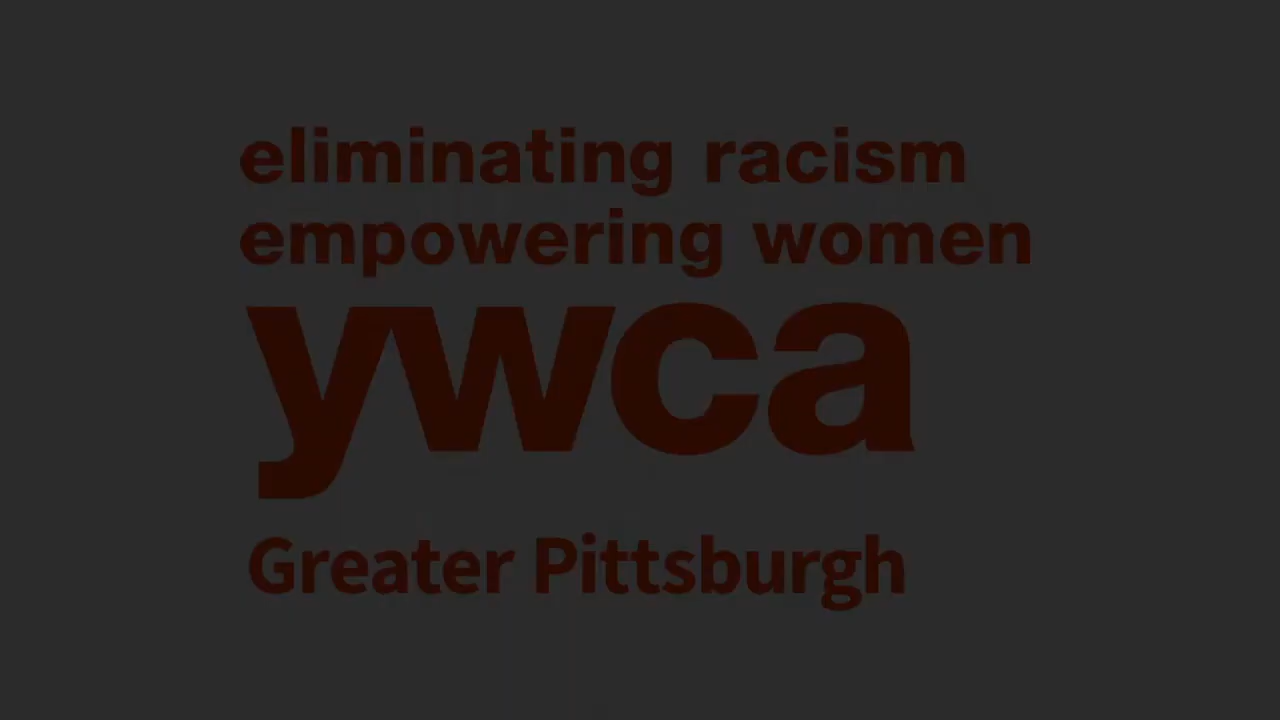 eliminating racism
empowering women
ywca
Greater Pittsburgh